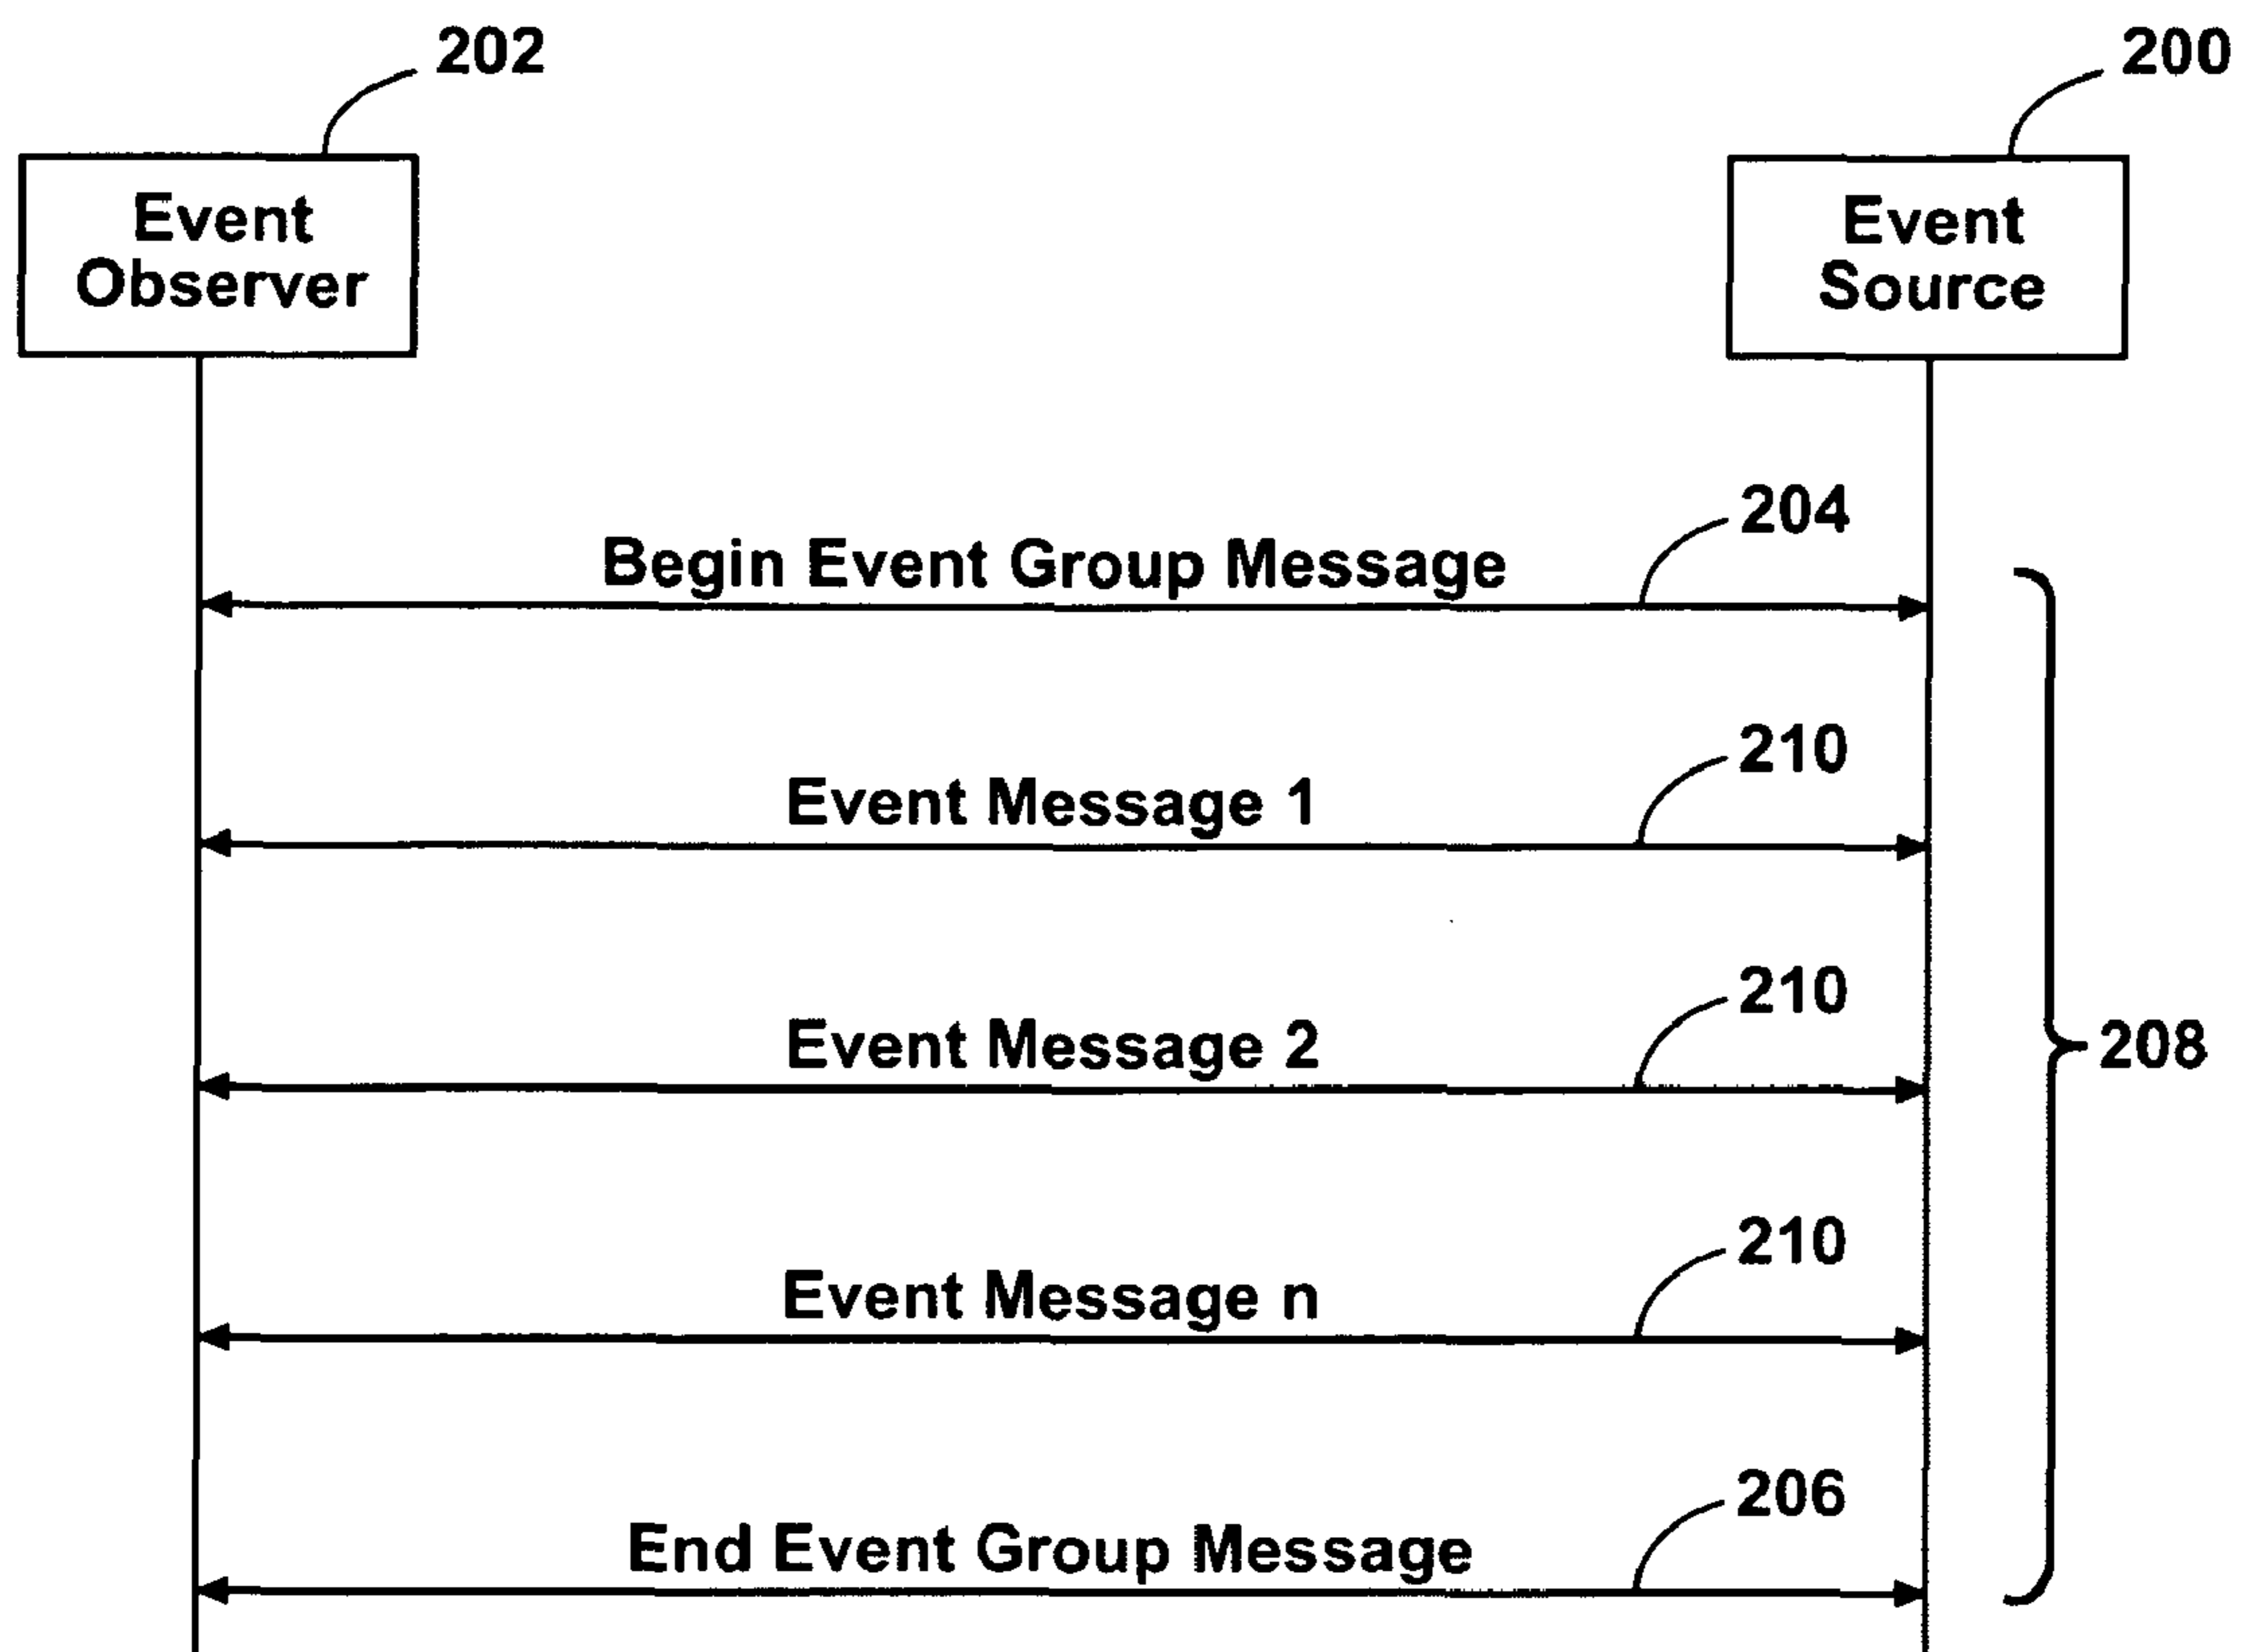 202
200
Event
Observer
Event
Source
204
Begin Event Group Message
210
Event Message 1
210
Event Message 2
208
210
Event Message n
206
End Event Group Message